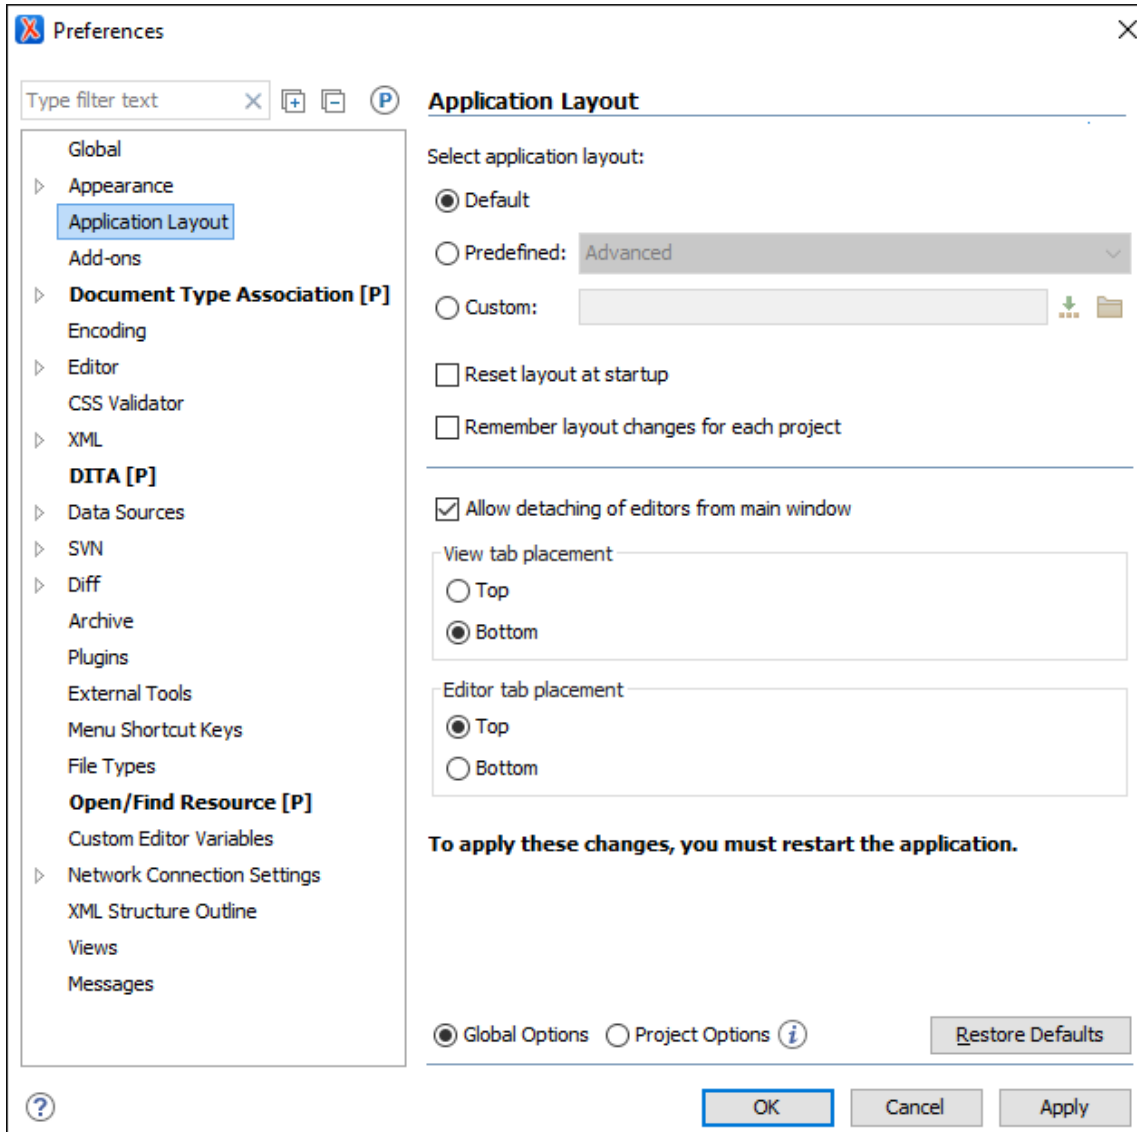 Preferences
Type filter text
P
Global
Appearance
Application Layout
Add-ons
Document Type Association [P]
Encoding
Editor
CSS Validator
XML
DITA [P]
Data Sources
SVN
Diff
Archive
Plugins
External Tools
Menu Shortcut Keys
File Types
Open/Find Resource [P]
Custom Editor Variables
Network Connection Settings
XML Structure Outline
Views
Messages
Application Layout
Select application layout:
Default
Predefined: Advanced
Custom:
Reset layout at startup
Remember layout changes for each project
Allow detaching of editors from main window
View tab placement
Top
Bottom
Editor tab placement
Top
Bottom
To apply these changes, you must restart the application.
Global Options Project Options i Restore Defaults
? OK Cancel Apply